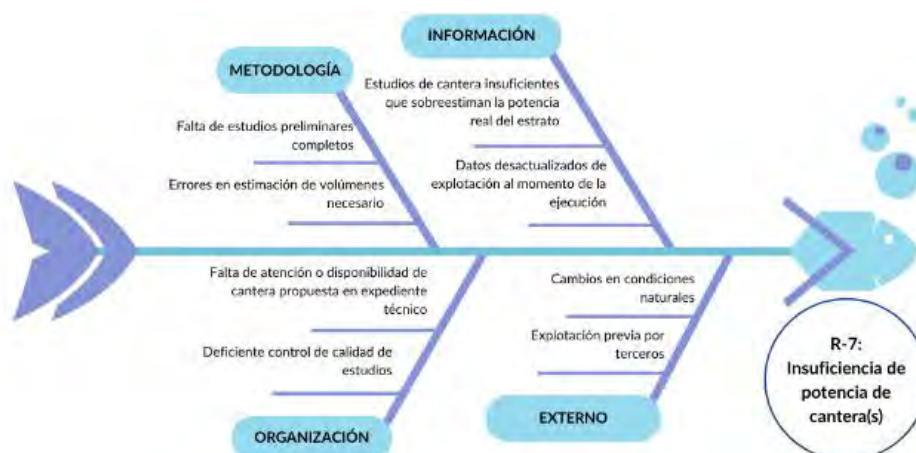 INFORMACIÓN
METODOLOGÍA
Estudios de cantera insuficientes
que sobreestiman la potencia
real del estrato
Falta de estudios preliminares
completos
Datos desactualizados de
explotación al momento de la
ejecución
Errores en estimación de volúmenes
necesario
Falta de atención o disponibilidad de
cantera propuesta en expediente
técnico
Cambios en condiciones
naturales
Deficiente control de calidad de
estudios
Explotación previa por
terceros
ORGANIZACIÓN
EXTERNO
R-7:
Insuficiencia de
potencia de
cantera(s)